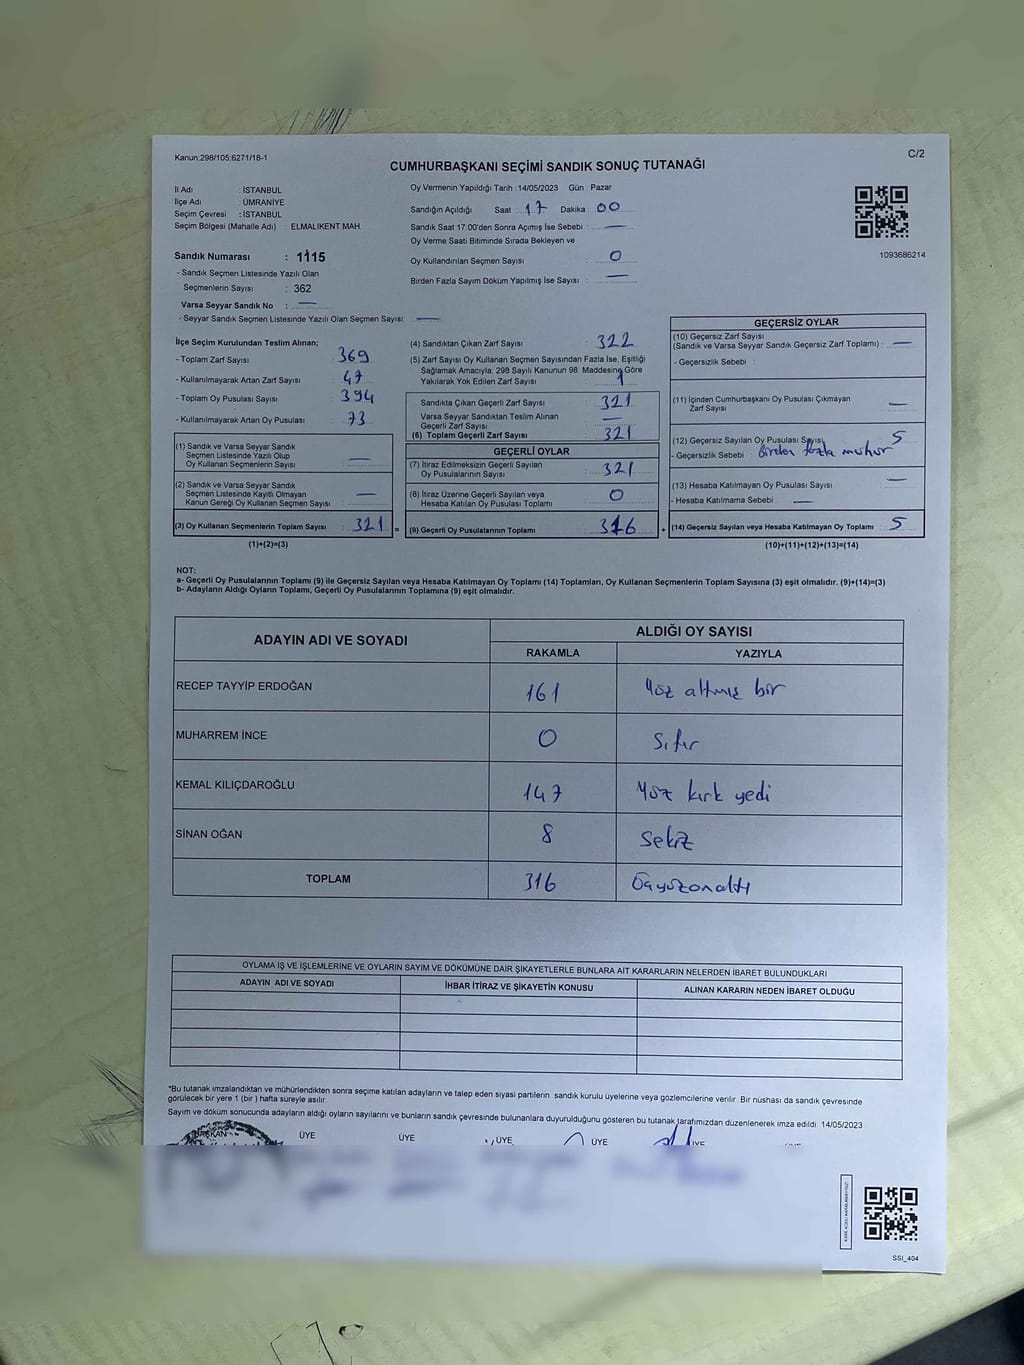 Kanun:298/105:6271/18-1
C/2
CUMHURBAŞKANI SEÇİMİ SANDIK SONUÇ TUTANAĞI
İl Adı : İSTANBUL
İlçe Adı : ÜMRANİYE
Seçim Çevresi : İSTANBUL
Seçim Bölgesi (Mahalle Adı) : ELMALIKENT MAH.
Sandık Numarası : 1115
- Sandık Seçmen Listesinde Yazılı Olan
Seçmenlerin Sayısı : 362
Varsa Seyyar Sandık No : —
- Seyyar Sandık Seçmen Listesinde Yazılı Olan Seçmen Sayısı: —
Oy Vermenin Yapıldığı Tarih : 14/05/2023 Gün : Pazar
Sandığın Açıldığı Saat : 17 Dakika : 00
Sandık Saat 17:00'den Sonra Açımış İse Sebebi : —
Oy Verme Saati Bitiminde Sırada Bekleyen ve
Oy Kullandırılan Seçmen Sayısı : 0
Birden Fazla Sayım Döküm Yapılmış İse Sayısı : —
1093686214
İlçe Seçim Kurulundan Teslim Alınan;
- Toplam Zarf Sayısı : 369
- Kullanılmayarak Artan Zarf Sayısı : 47
- Toplam Oy Pusulası Sayısı : 394
- Kullanılmayarak Artan Oy Pusulası : 73
(1) Sandık ve Varsa Seyyar Sandık
Seçmen Listesinde Yazılı Olup
Oy Kullanan Seçmenlerin Sayısı : —
(2) Sandık ve Varsa Seyyar Sandık
Seçmen Listesinde Kayıtlı Olmayan
Kanun Gereği Oy Kullanan Seçmen Sayısı : —
(3) Oy Kullanan Seçmenlerin Toplam Sayısı : 321 =
(1)+(2)=(3)
(4) Sandıktan Çıkan Zarf Sayısı : 322
(5) Zarf Sayısı Oy Kullanan Seçmen Sayısından Fazla İse, Eşitliği
Sağlamak Amacıyla, 298 Sayılı Kanunun 98. Maddesine Göre
Yakılarak Yok Edilen Zarf Sayısı : 1
Sandıkta Çıkan Geçerli Zarf Sayısı : 321
Varsa Seyyar Sandıktan Teslim Alınan
Geçerli Zarf Sayısı : —
(6) Toplam Geçerli Zarf Sayısı : 321
GEÇERLİ OYLAR
(7) İtiraz Edilmeksizin Geçerli Sayılan
Oy Pusulalarının Sayısı : 321
(8) İtiraz Üzerine Geçerli Sayılan veya
Hesaba Katılan Oy Pusulası Toplamı : 0
(9) Geçerli Oy Pusulalarının Toplamı : 316 +
GEÇERSİZ OYLAR
(10) Geçersiz Zarf Sayısı
(Sandık ve Varsa Seyyar Sandık Geçersiz Zarf Toplamı) : —
- Geçersizlik Sebebi :
(11) İçinden Cumhurbaşkanı Oy Pusulası Çıkmayan
Zarf Sayısı : —
(12) Geçersiz Sayılan Oy Pusulası Sayısı : 5
- Geçersizlik Sebebi : Birden fazla mühür
(13) Hesaba Katılmayan Oy Pusulası Sayısı : —
- Hesaba Katılmama Sebebi : —
(14) Geçersiz Sayılan veya Hesaba Katılmayan Oy Toplamı : 5
(10)+(11)+(12)+(13)=(14)
NOT:
a- Geçerli Oy Pusulalarının Toplamı (9) ile Geçersiz Sayılan veya Hesaba Katılmayan Oy Toplamı (14) Toplamları, Oy Kullanan Seçmenlerin Toplam Sayısına (3) eşit olmalıdır. (9)+(14)=(3)
b- Adayların Aldığı Oyların Toplamı, Geçerli Oy Pusulalarının Toplamına (9) eşit olmalıdır.
ADAYIN ADI VE SOYADI ALDIĞI OY SAYISI
RAKAMLA YAZIYLA
RECEP TAYYİP ERDOĞAN 161 Yüz altmış bir
MUHARREM İNCE 0 Sıfır
KEMAL KILIÇDAROĞLU 147 Yüz kırk yedi
SİNAN OĞAN 8 Sekiz
TOPLAM 316 Üçyüzonaltı
OYLAMA İŞ VE İŞLEMLERİNE VE OYLARIN SAYIM VE DÖKÜMÜNE DAİR ŞİKAYETLERLE BUNLARA AİT KARARLARIN NELERDEN İBARET BULUNDUKLARI
ADAYIN ADI VE SOYADI İHBAR İTİRAZ VE ŞİKAYETİN KONUSU ALINAN KARARIN NEDEN İBARET OLDUĞU
*Bu tutanak imzalandıktan ve mühürlendikten sonra seçime katılan adayların ve talep eden siyasi partilerin sandık kurulu üyelerine veya gözlemcilerine verilir. Bir nüshası da sandık çevresinde
görülecek bir yere 1 (bir ) hafta süreyle asılır.
Sayım ve döküm sonucunda adayların aldığı oyların sayılarını ve bunların sandık çevresinde bulunanlara duyurulduğunu gösteren bu tutanak tarafımızdan düzenlenerek imza edildi. 14/05/2023
BAŞKAN ÜYE ÜYE ÜYE ÜYE ÜYE
SSI_404